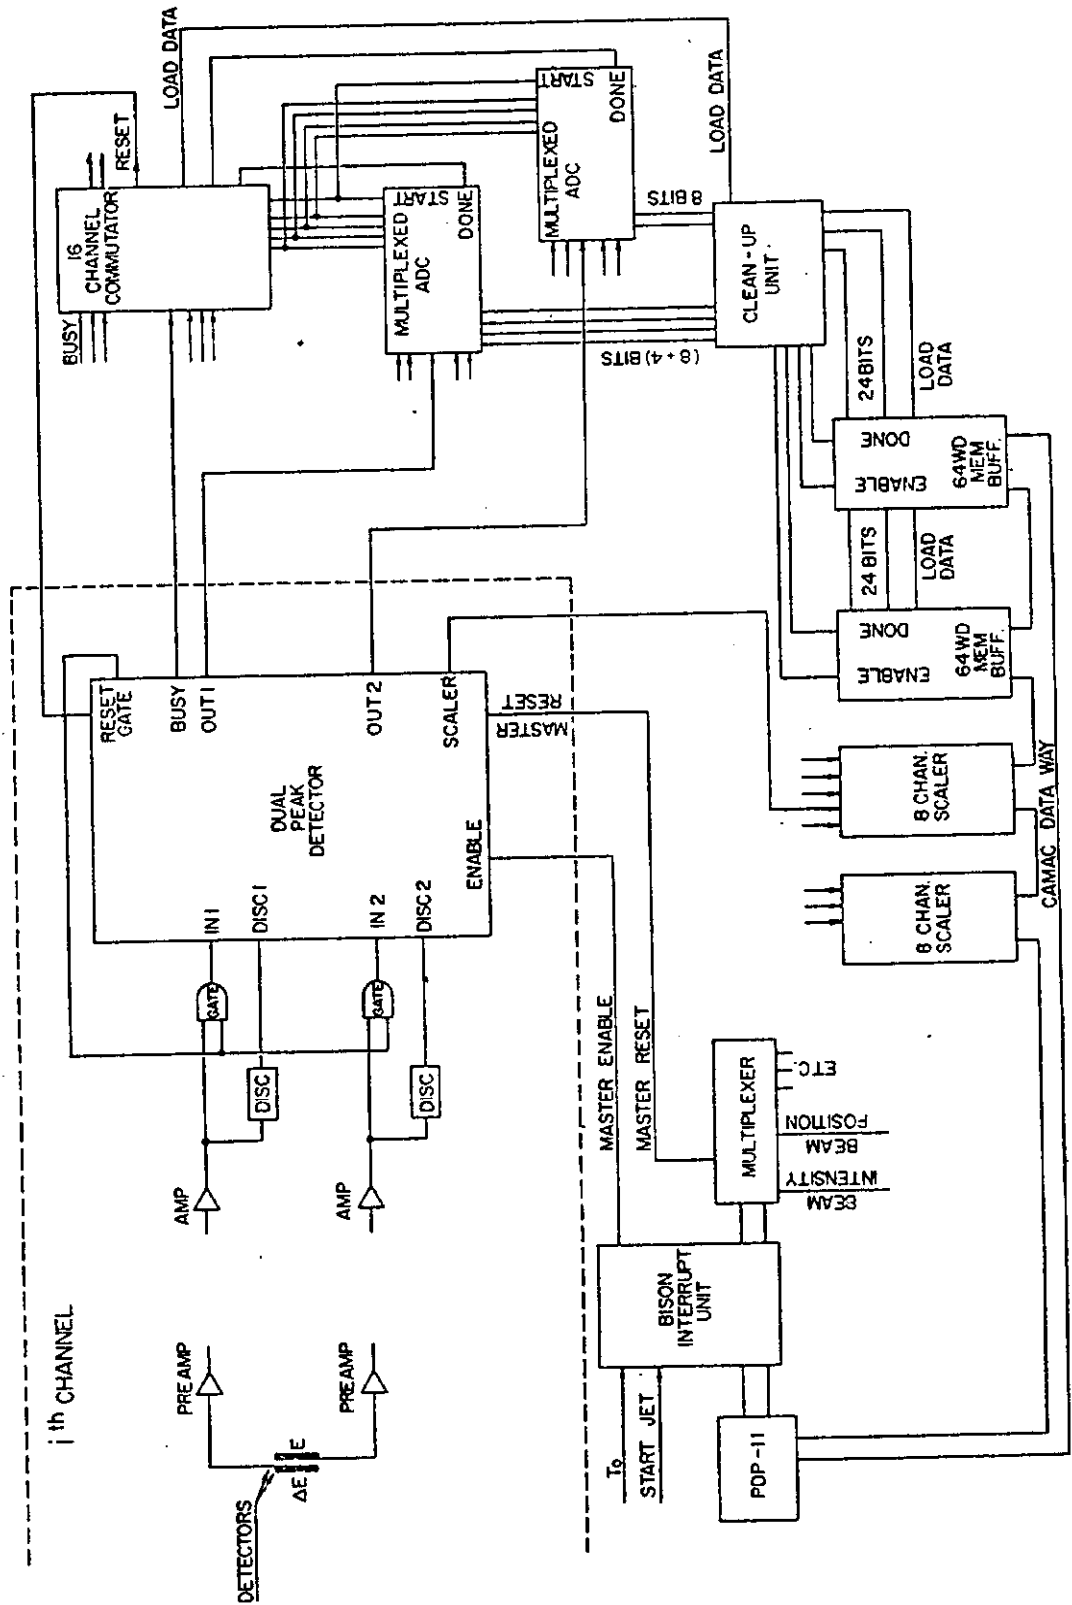 i th CHANNEL
DETECTORS
ΔE
E
PREAMP
PREAMP
AMP
AMP
DISC
DISC
GATE
GATE
IN 1
DISC 1
IN 2
DISC 2
ENABLE
DUAL
PEAK
DETECTOR
RESET
GATE
BUSY
OUT 1
OUT 2
SCALER
MASTER
RESET
BUSY
16
CHANNEL
COMMUTATOR
RESET
LOAD DATA
MULTIPLEXED
ADC
START
DONE
MULTIPLEXED
ADC
START
DONE
(8+4) BITS
8 BITS
LOAD DATA
CLEAN-UP
UNIT
24 BITS
LOAD
DATA
ENABLE
DONE
64 WD
MEM
BUFF.
24 BITS
LOAD
DATA
ENABLE
DONE
64 WD
MEM
BUFF.
8 CHAN.
SCALER
8 CHAN.
SCALER
CAMAC DATA WAY
MASTER ENABLE
MASTER RESET
To
START JET
BISON
INTERRUPT
UNIT
MULTIPLEXER
BEAM
INTENSITY
BEAM
POSITION
ETC.
PDP-11